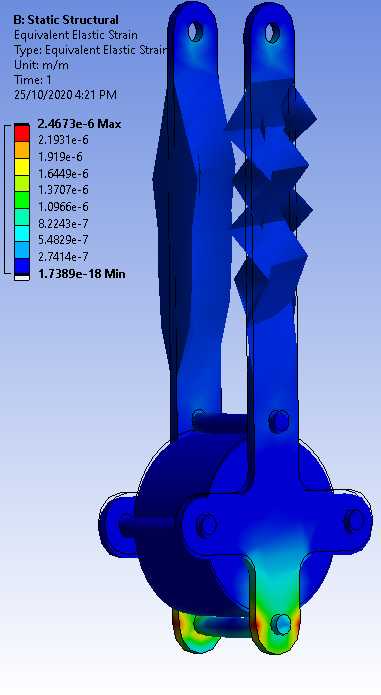 B: Static Structural
Equivalent Elastic Strain
Type: Equivalent Elastic Strain
Unit: m/m
Time: 1
25/10/2020 4:21 PM
2.4673e-6 Max
2.1931e-6
1.919e-6
1.6449e-6
1.3707e-6
1.0966e-6
8.2243e-7
5.4829e-7
2.7414e-7
1.7389e-18 Min